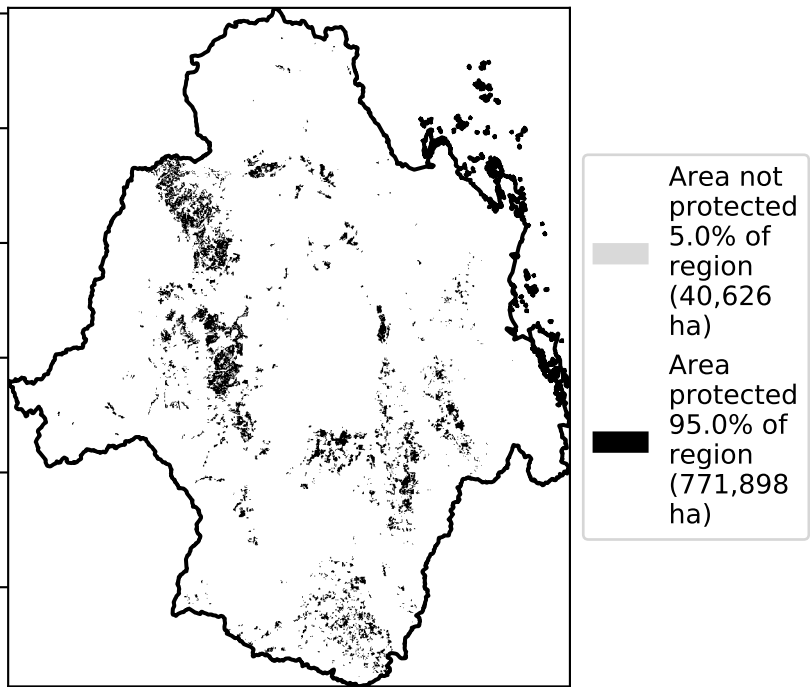 Area not
protected
5.0% of
region
(40,626
ha)
Area
protected
95.0% of
region
(771,898
ha)